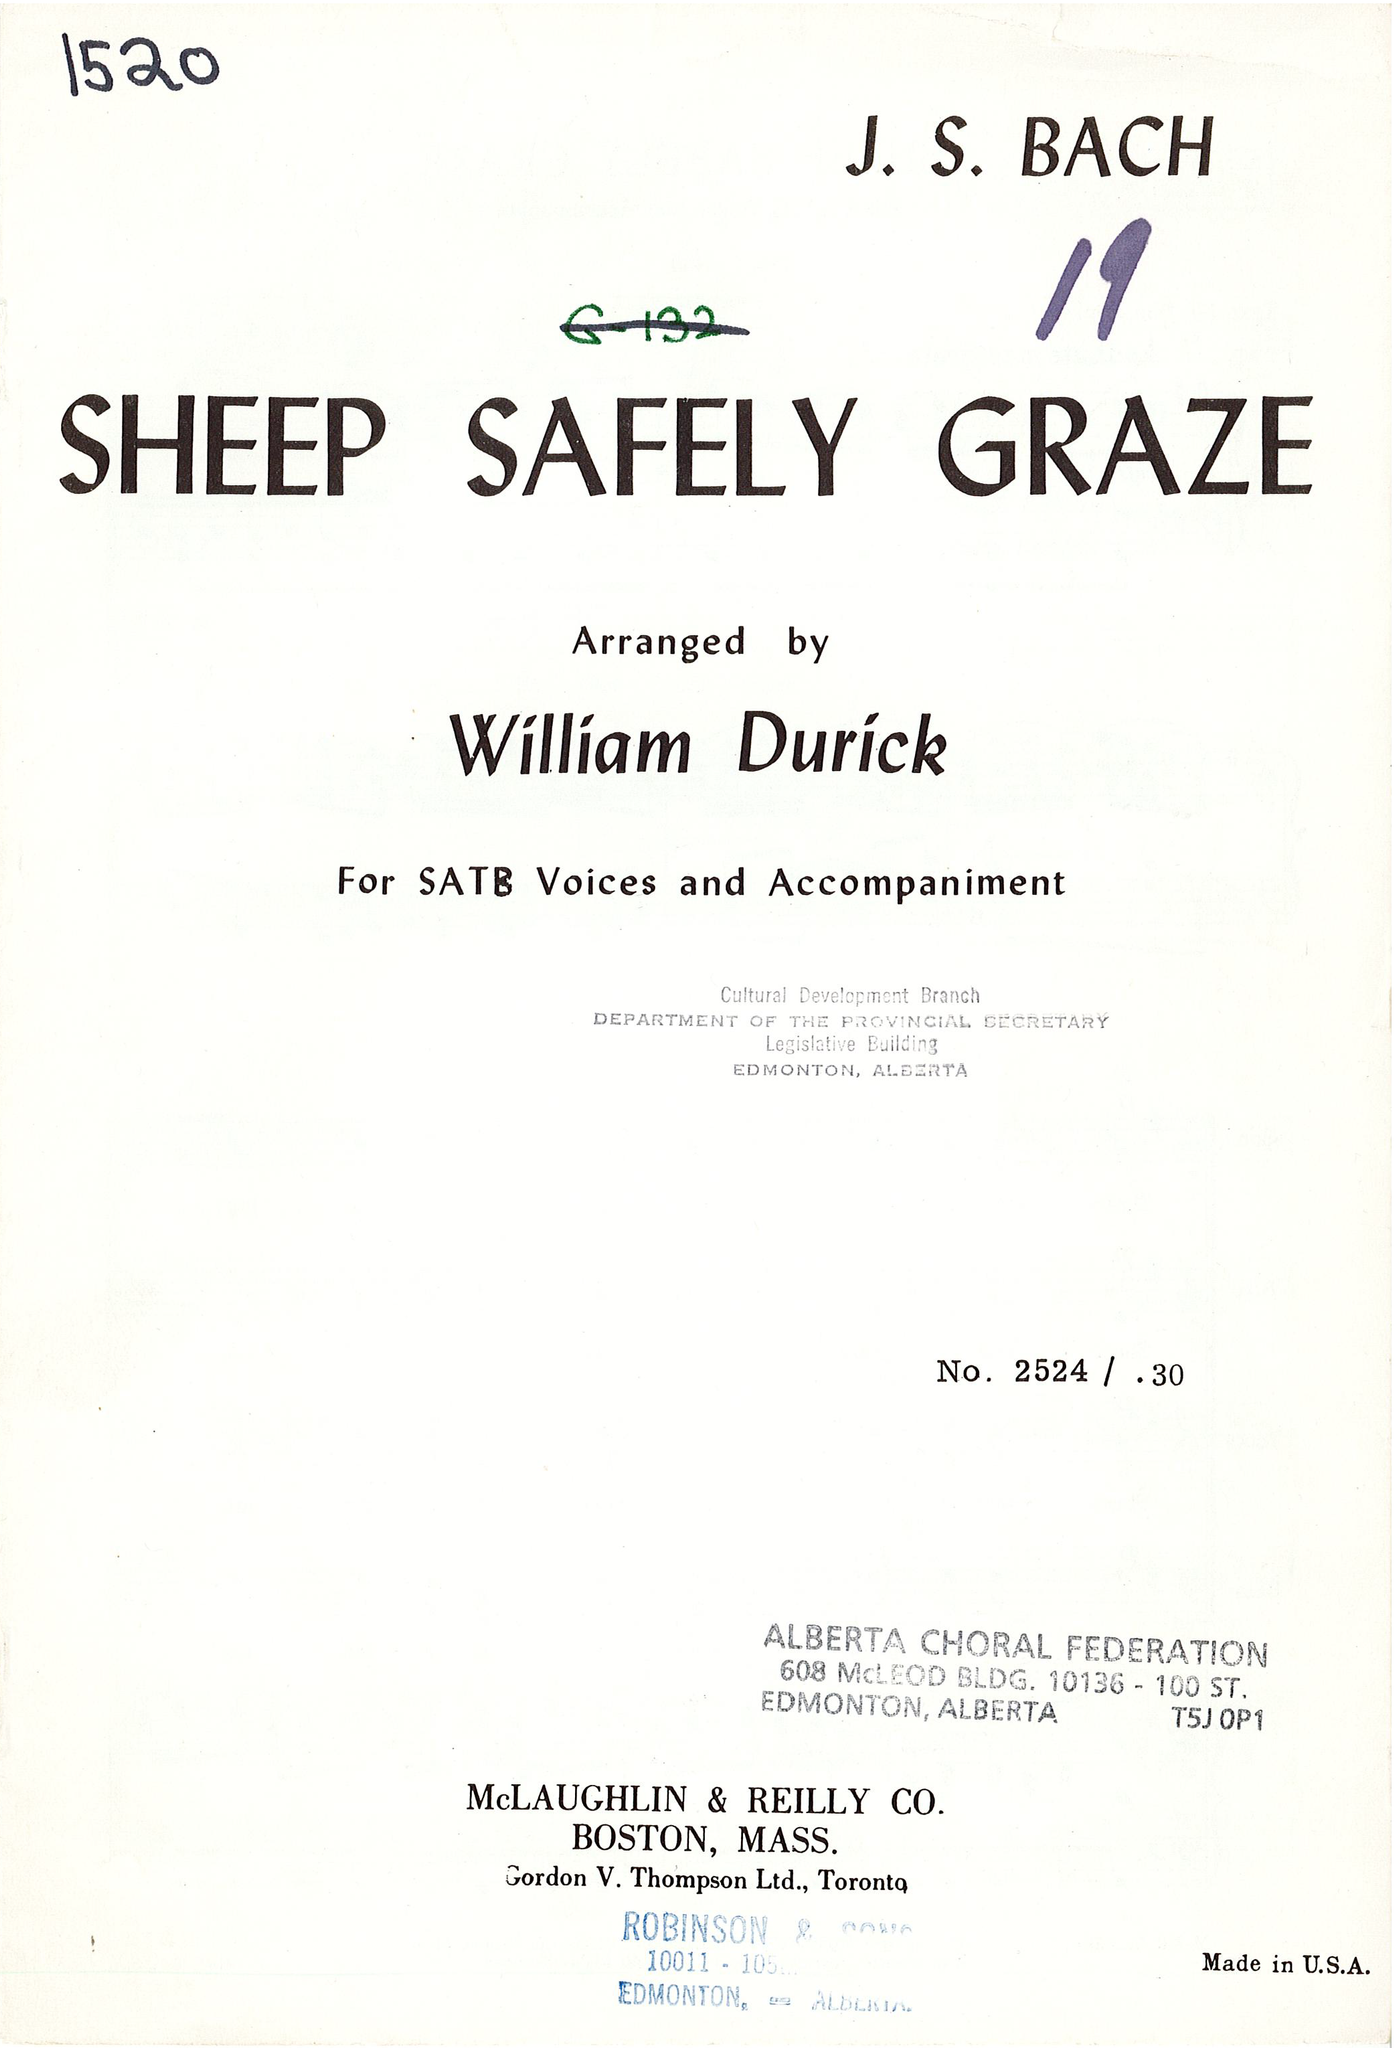 1520
J. S. BACH
19
G-132
SHEEP SAFELY GRAZE
Arranged by
William Durick
For SATB Voices and Accompaniment
Cultural Development Branch
DEPARTMENT OF THE PROVINCIAL SECRETARY
Legislative Building
EDMONTON, ALBERTA
No. 2524 / .30
ALBERTA CHORAL FEDERATION
608 McLEOD BLDG. 10136 - 100 ST.
EDMONTON, ALBERTA T5J 0P1
McLAUGHLIN & REILLY CO.
BOSTON, MASS.
Gordon V. Thompson Ltd., Toronto
ROBINSON &
10011 -
EDMONTON, - ALBERTA.
Made in U.S.A.